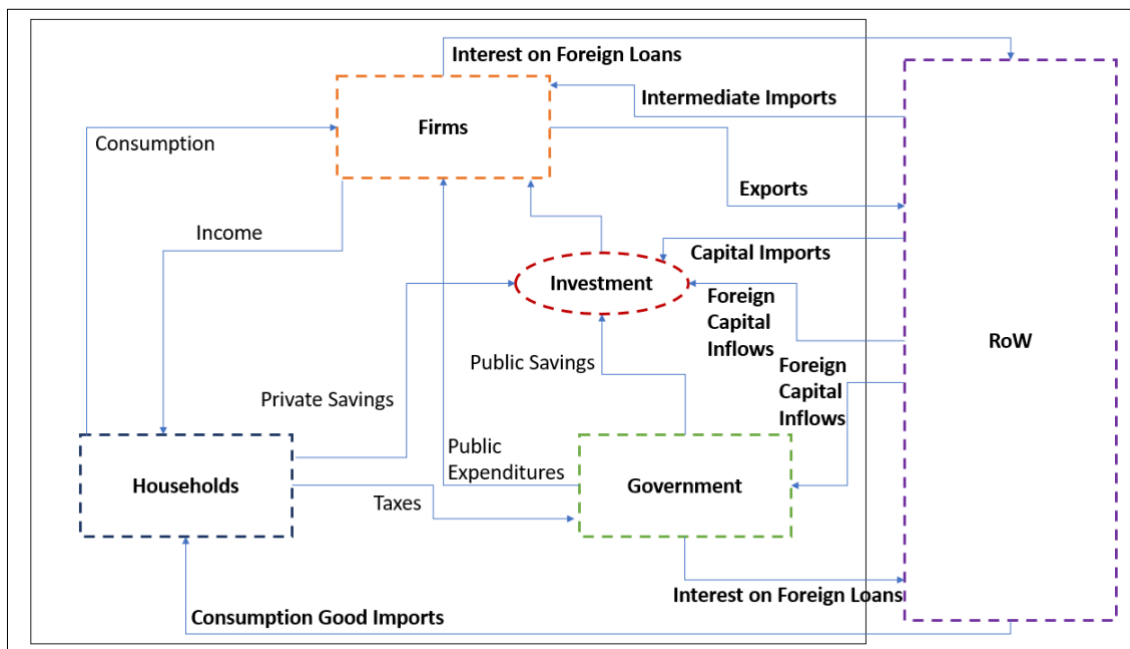 Interest on Foreign Loans
Intermediate Imports
Firms
Consumption
Exports
Income
Capital Imports
Investment
Foreign
Capital
Inflows
RoW
Public Savings
Foreign
Capital
Inflows
Private Savings
Public
Expenditures
Households
Government
Taxes
Interest on Foreign Loans
Consumption Good Imports